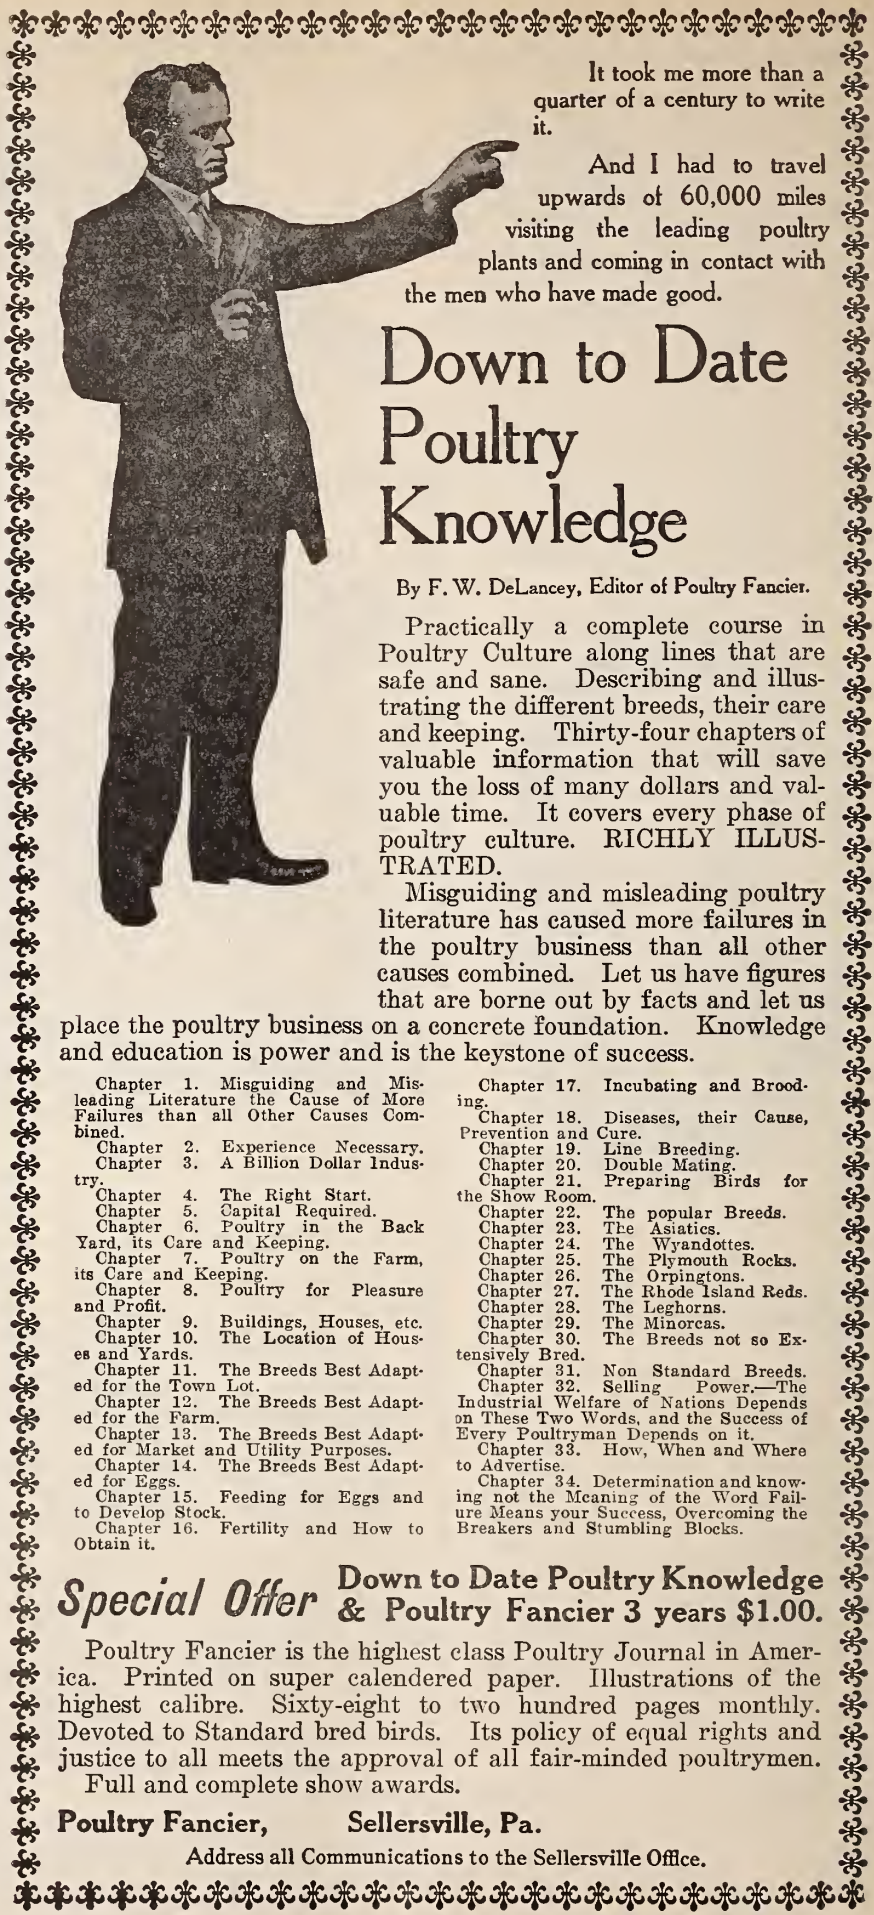 It took me more than a
quarter of a century to write
it.
And I had to travel
upwards of 60,000 miles
visiting the leading poultry
plants and coming in contact with
the men who have made good.
Down to Date
Poultry
Knowledge
By F. W. DeLancey, Editor of Poultry Fancier.
Practically a complete course in
Poultry Culture along lines that are
safe and sane. Describing and illus-
trating the different breeds, their care
and keeping. Thirty-four chapters of
valuable information that will save
you the loss of many dollars and val-
uable time. It covers every phase of
poultry culture. RICHLY ILLUS-
TRATED.
Misguiding and misleading poultry
literature has caused more failures in
the poultry business than all other
causes combined. Let us have figures
that are borne out by facts and let us
place the poultry business on a concrete foundation. Knowledge
and education is power and is the keystone of success.
Chapter 1. Misguiding and Mis-
leading Literature the Cause of More
Failures than all Other Causes Com-
bined.
Chapter 2. Experience Necessary.
Chapter 3. A Billion Dollar Indus-
try.
Chapter 4. The Right Start.
Chapter 5. Capital Required.
Chapter 6. Poultry in the Back
Yard, its Care and Keeping.
Chapter 7. Poultry on the Farm,
its Care and Keeping.
Chapter 8. Poultry for Pleasure
and Profit.
Chapter 9. Buildings, Houses, etc.
Chapter 10. The Location of Hous-
es and Yards.
Chapter 11. The Breeds Best Adapt-
ed for the Town Lot.
Chapter 12. The Breeds Best Adapt-
ed for the Farm.
Chapter 13. The Breeds Best Adapt-
ed for Market and Utility Purposes.
Chapter 14. The Breeds Best Adapt-
ed for Eggs.
Chapter 15. Feeding for Eggs and
to Develop Stock.
Chapter 16. Fertility and How to
Obtain it.
Chapter 17. Incubating and Brood-
ing.
Chapter 18. Diseases, their Cause,
Prevention and Cure.
Chapter 19. Line Breeding.
Chapter 20. Double Mating.
Chapter 21. Preparing Birds for
the Show Room.
Chapter 22. The popular Breeds.
Chapter 23. The Asiatics.
Chapter 24. The Wyandottes.
Chapter 25. The Plymouth Rocks.
Chapter 26. The Orpingtons.
Chapter 27. The Rhode Island Reds.
Chapter 28. The Leghorns.
Chapter 29. The Minorcas.
Chapter 30. The Breeds not so Ex-
tensively Bred.
Chapter 31. Non Standard Breeds.
Chapter 32. Selling Power.—The
Industrial Welfare of Nations Depends
on These Two Words, and the Success of
Every Poultryman Depends on it.
Chapter 33. How, When and Where
to Advertise.
Chapter 34. Determination and know-
ing not the Meaning of the Word Fail-
ure Means your Success, Overcoming the
Breakers and Stumbling Blocks.
Special Offer
Down to Date Poultry Knowledge
& Poultry Fancier 3 years $1.00.
Poultry Fancier is the highest class Poultry Journal in Amer-
ica. Printed on super calendered paper. Illustrations of the
highest calibre. Sixty-eight to two hundred pages monthly.
Devoted to Standard bred birds. Its policy of equal rights and
justice to all meets the approval of all fair-minded poultrymen.
Full and complete show awards.
Poultry Fancier, Sellersville, Pa.
Address all Communications to the Sellersville Office.